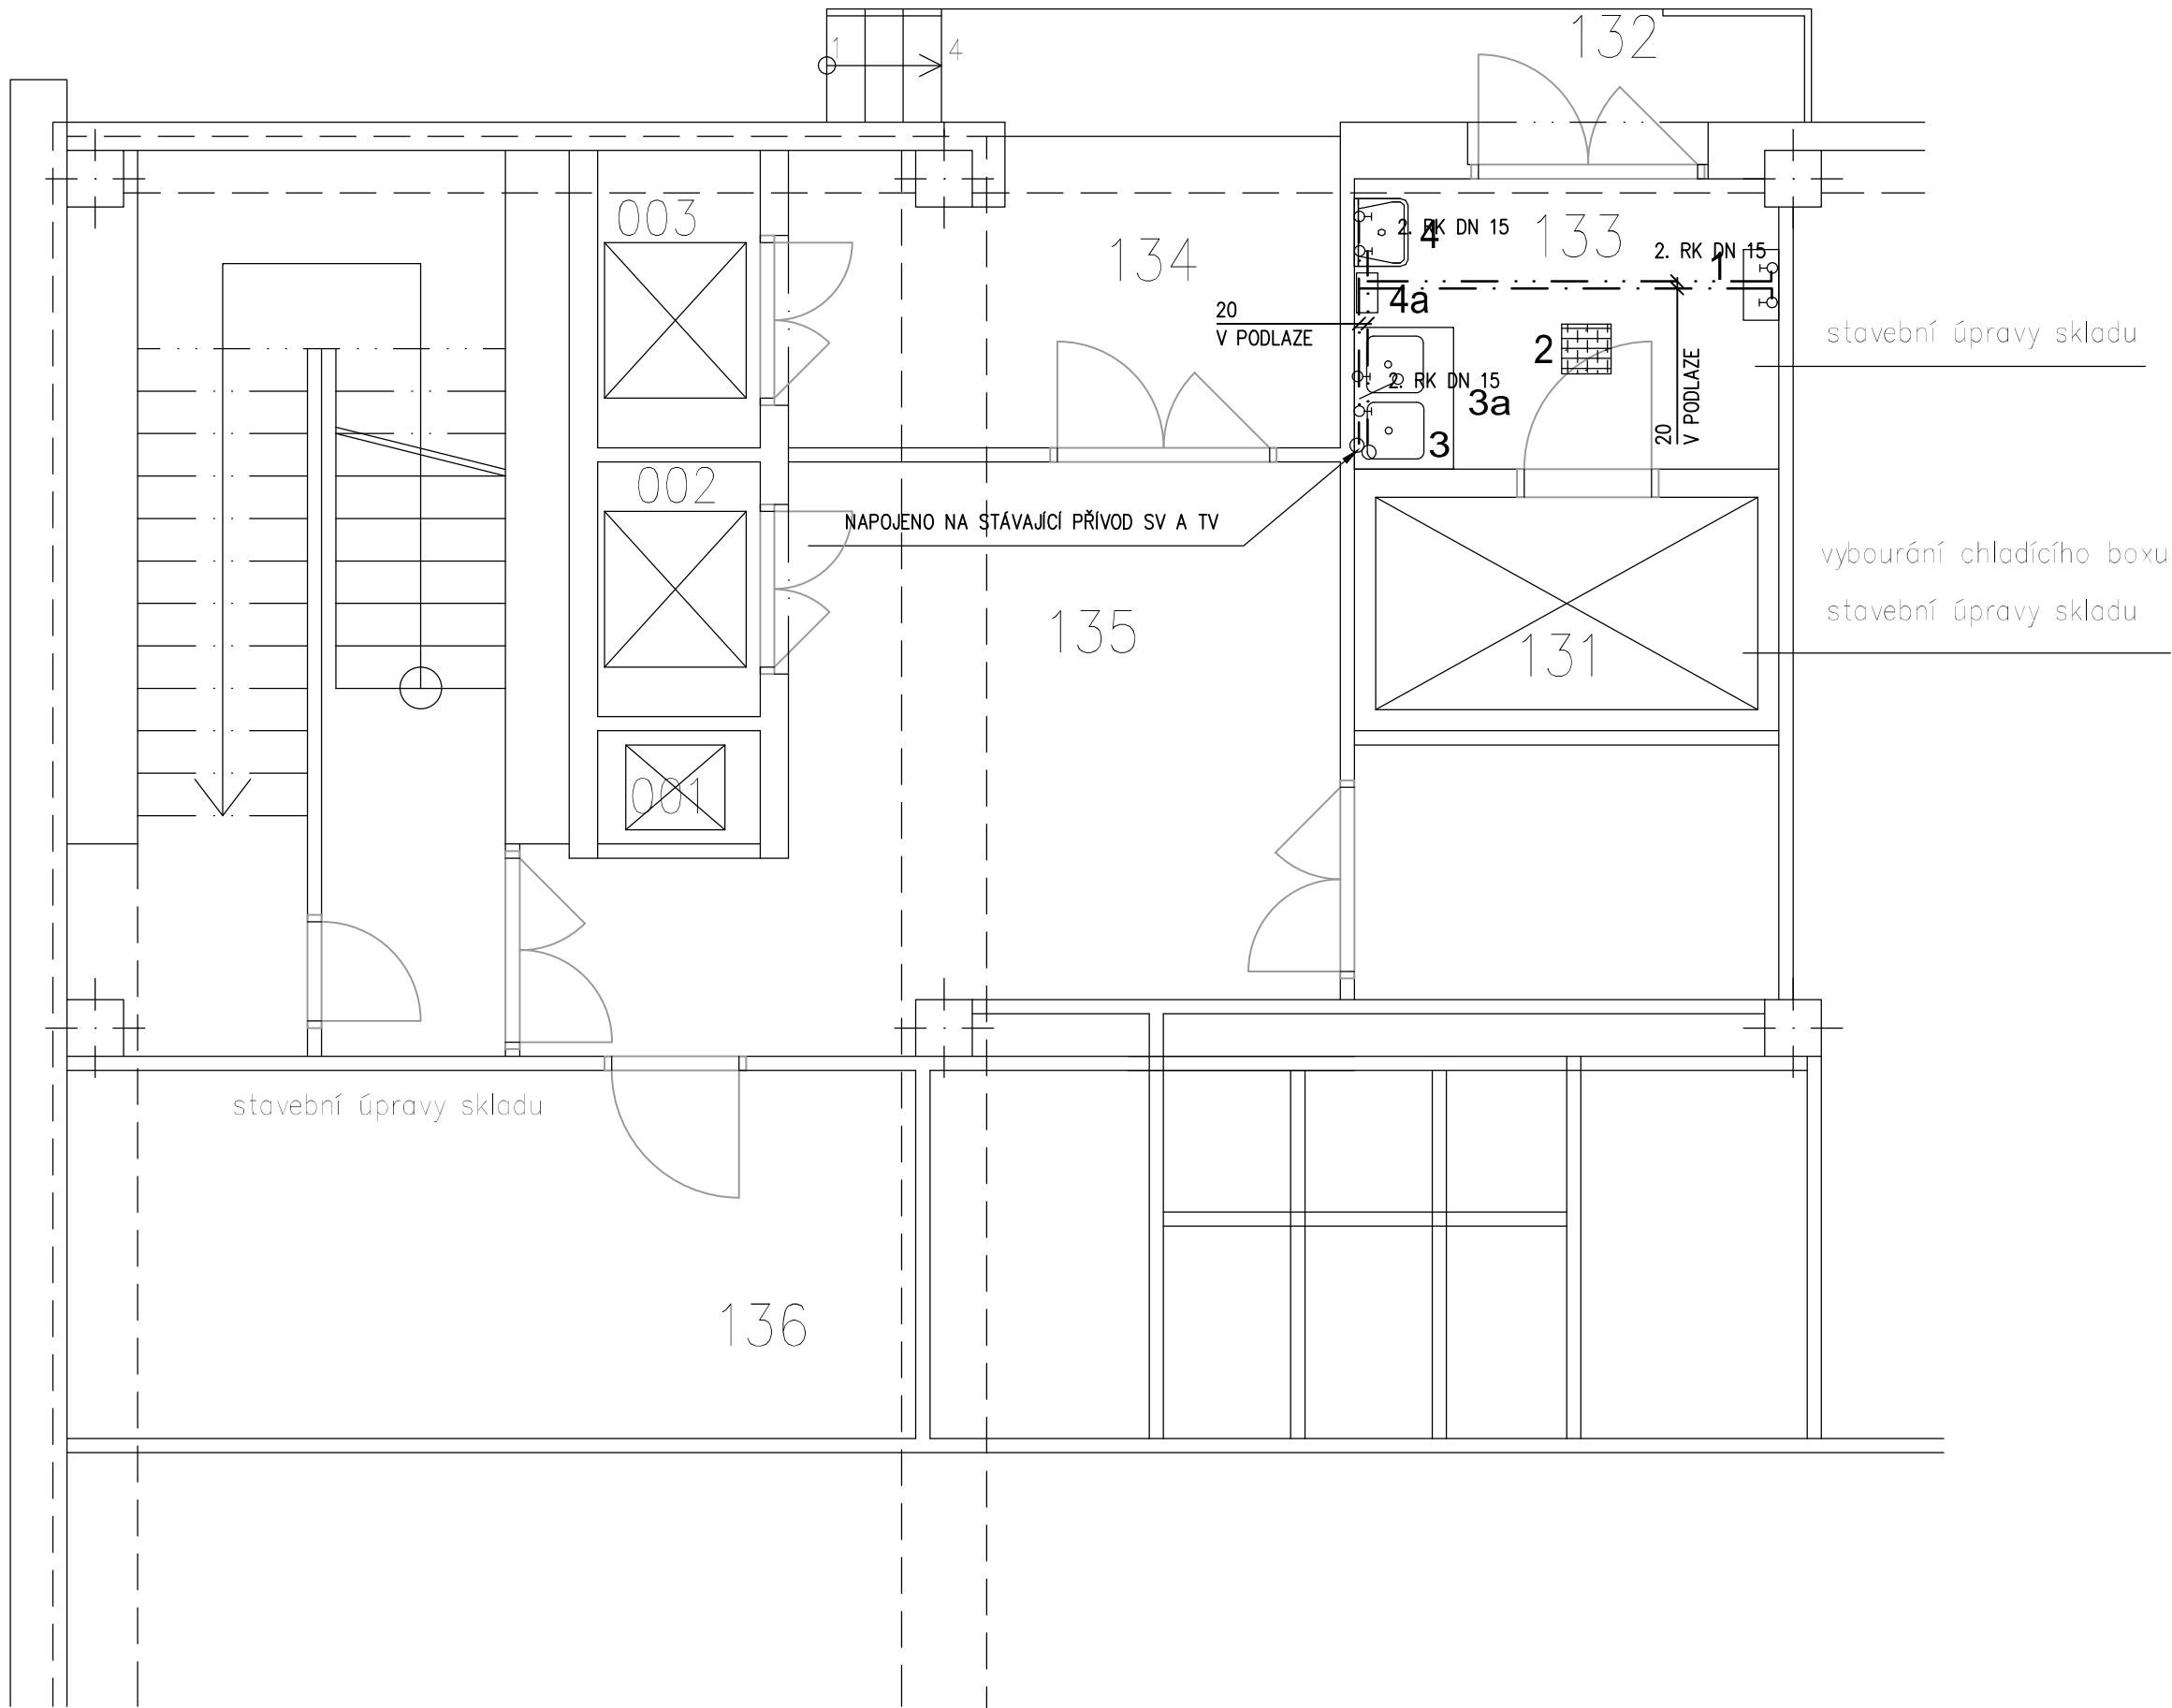 132
1
4
003
134
2. RK DN 15
4
133
2. RK DN 15
1
4a
20
V PODLAZE
2
stavební úpravy skladu
2. RK DN 15
3a
20
V PODLAZE
3
002
NAPOJENO NA STÁVAJÍCÍ PŘÍVOD SV A TV
vybourání chladícího boxu
stavební úpravy skladu
135
131
001
stavební úpravy skladu
136